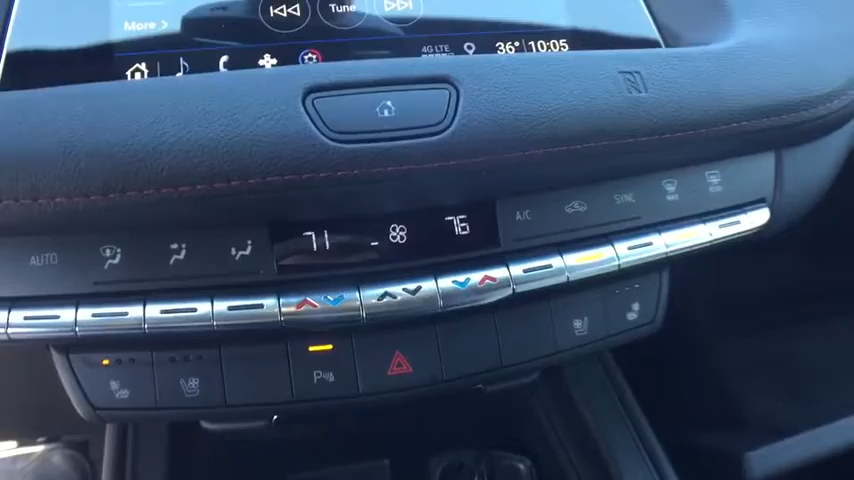 More >
Tune
4G LTE 36° 10:05
71 76
A/C SYNC MAX REAR
AUTO
P